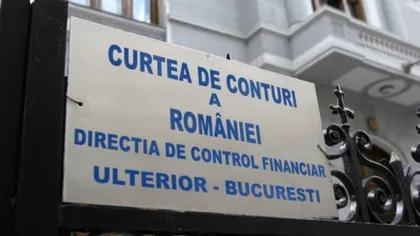 CURTEA DE CONTURI
A
ROMÂNIEI
DIRECTIA DE CONTROL FINANCIAR
ULTERIOR - BUCURESTI